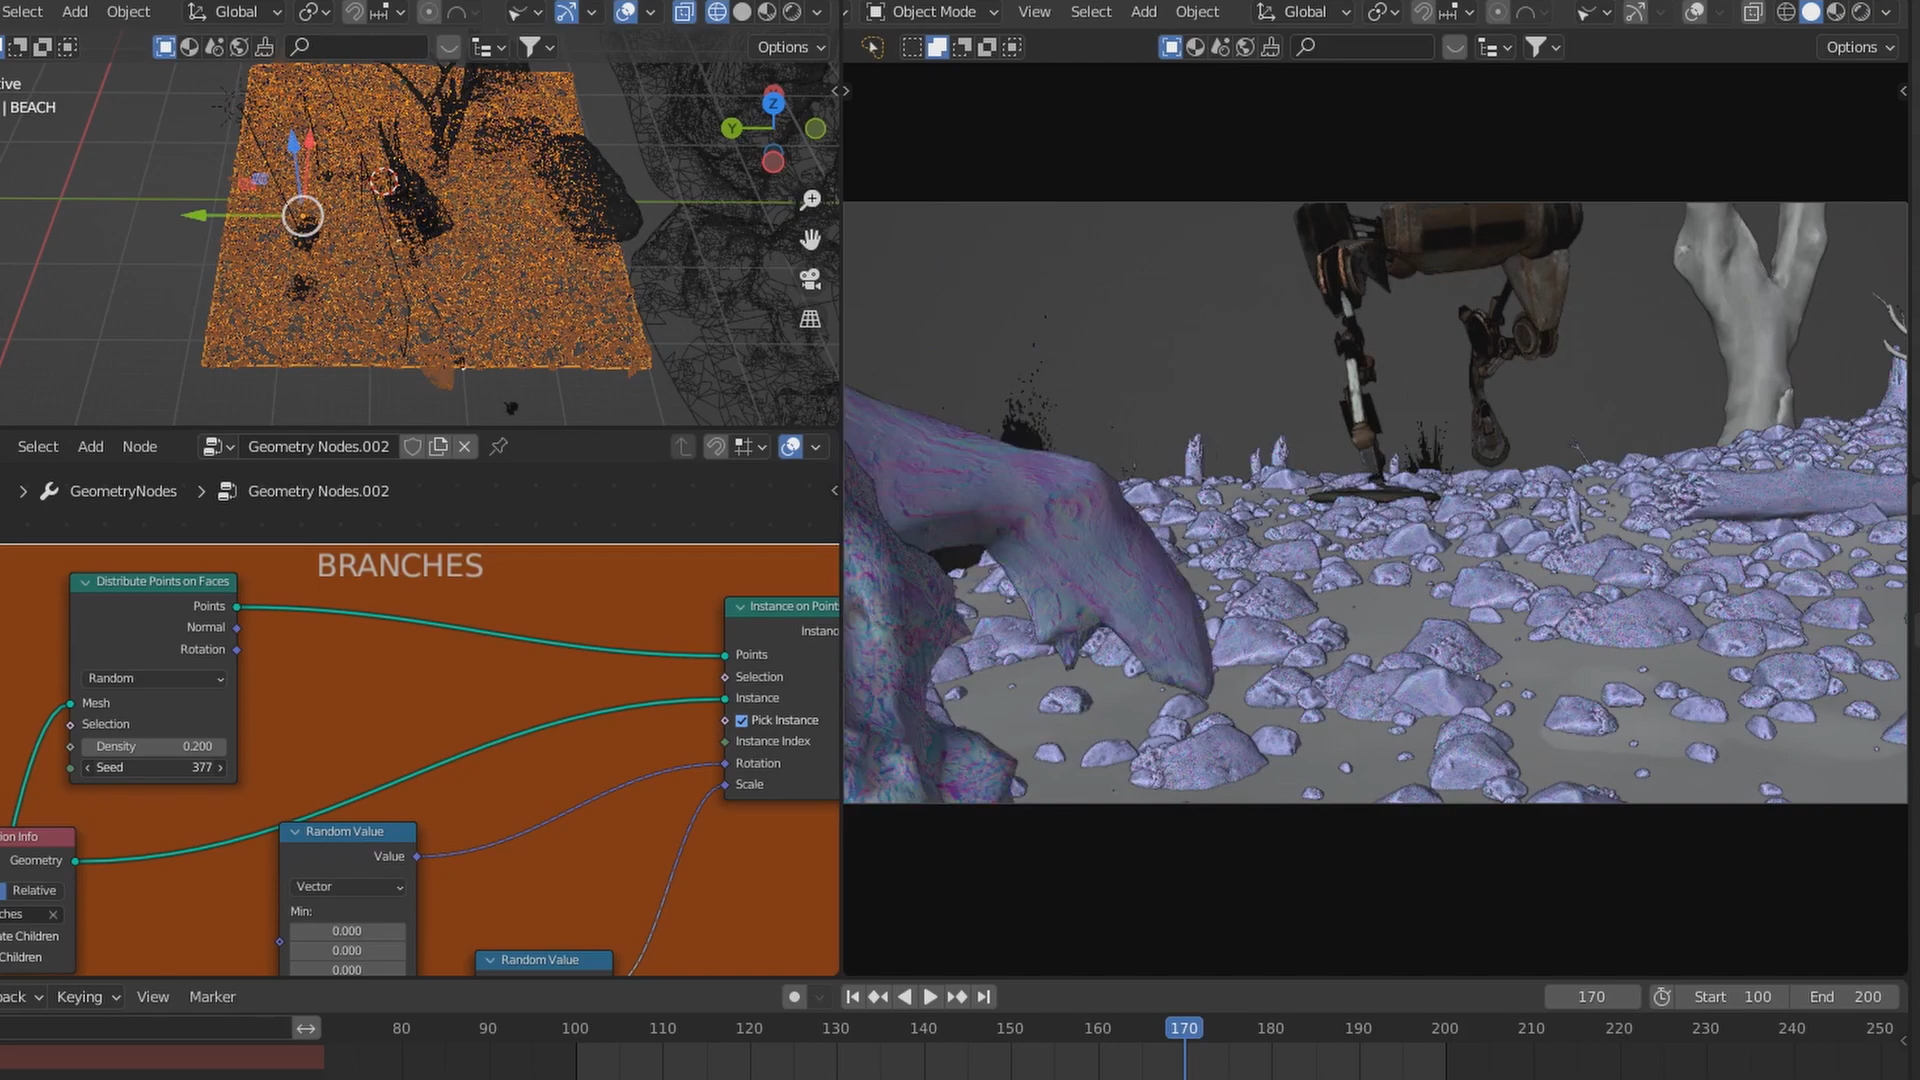 Select Add Object Global
Object Mode View Select Add Object Global
Options
Options
ive
| BEACH
Z
Y
Select Add Node Geometry Nodes.002
GeometryNodes Geometry Nodes.002
BRANCHES
Distribute Points on Faces
Points
Normal
Rotation
Random
Mesh
Selection
Density 0.200
Seed 377
Instance on Point
Instanc
Points
Selection
Instance
Pick Instance
Instance Index
Rotation
Scale
ion Info
Geometry
Relative
ches
ate Children
Children
Random Value
Value
Vector
Min:
0.000
0.000
0.000
Random Value
back Keying View Marker
170 Start 100 End 200
80 90 100 110 120 130 140 150 160 170 180 190 200 210 220 230 240 250